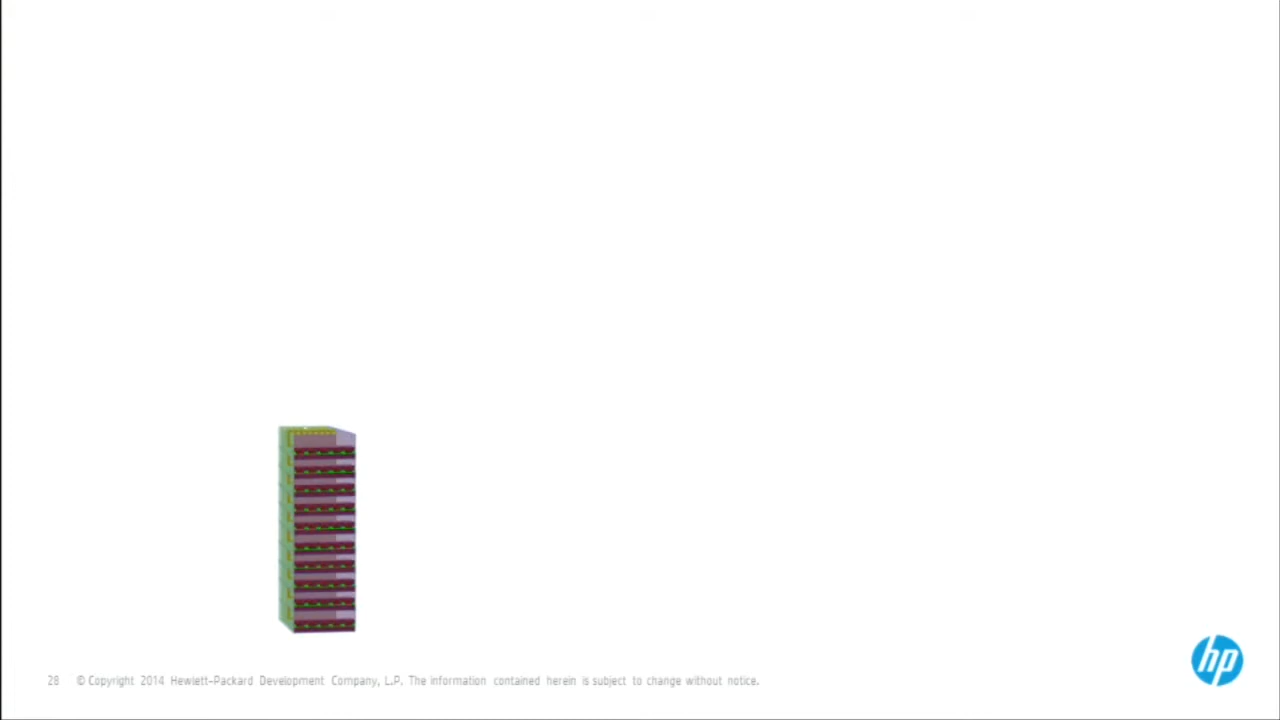 28 © Copyright 2014 Hewlett-Packard Development Company, L.P. The information contained herein is subject to change without notice.
hp